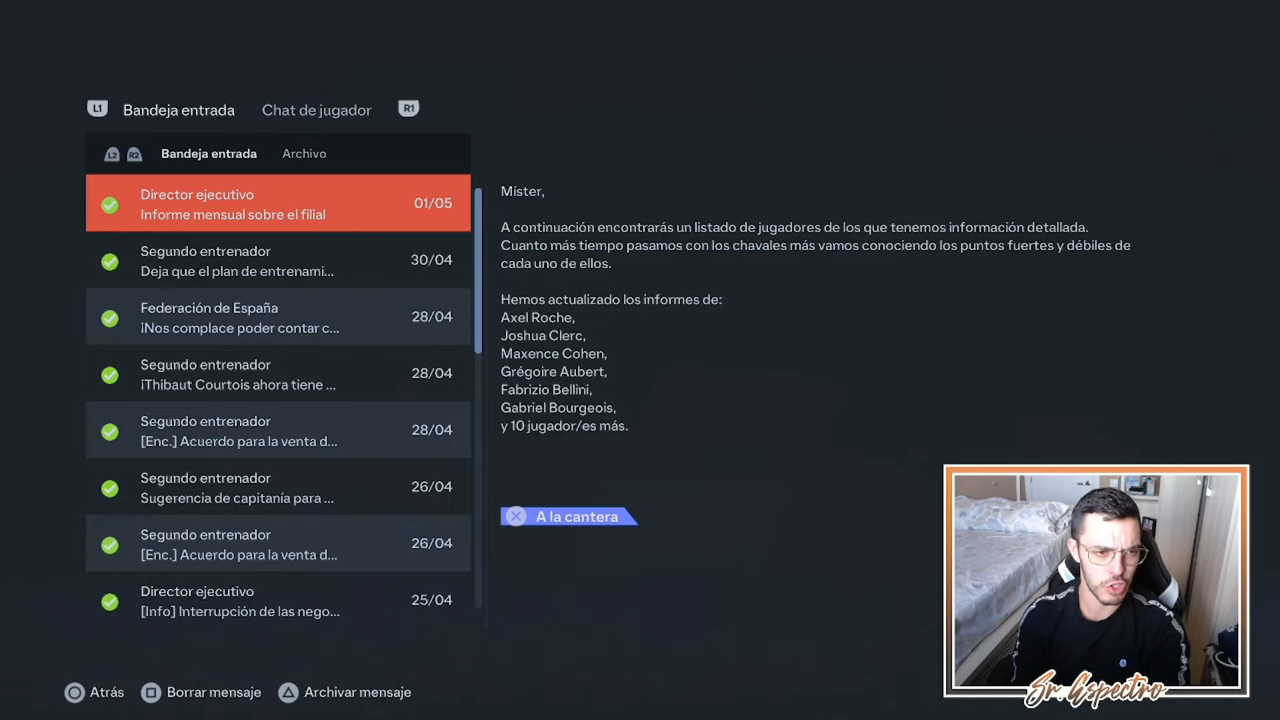 L1 Bandeja entrada Chat de jugador R1
L2 R2 Bandeja entrada Archivo
Director ejecutivo
Informe mensual sobre el filial
01/05
Segundo entrenador
Deja que el plan de entrenami...
30/04
Federación de España
¡Nos complace poder contar c...
28/04
Segundo entrenador
¡Thibaut Courtois ahora tiene ...
28/04
Segundo entrenador
[Enc.] Acuerdo para la venta d...
28/04
Segundo entrenador
Sugerencia de capitanía para ...
26/04
Segundo entrenador
[Enc.] Acuerdo para la venta d...
26/04
Director ejecutivo
[Info] Interrupción de las nego...
25/04
Míster,
A continuación encontrarás un listado de jugadores de los que tenemos información detallada.
Cuanto más tiempo pasamos con los chavales más vamos conociendo los puntos fuertes y débiles de
cada uno de ellos.
Hemos actualizado los informes de:
Axel Roche,
Joshua Clerc,
Maxence Cohen,
Grégoire Aubert,
Fabrizio Bellini,
Gabriel Bourgeois,
y 10 jugador/es más.
A la cantera
Atrás Borrar mensaje Archivar mensaje
Sr. Espectro